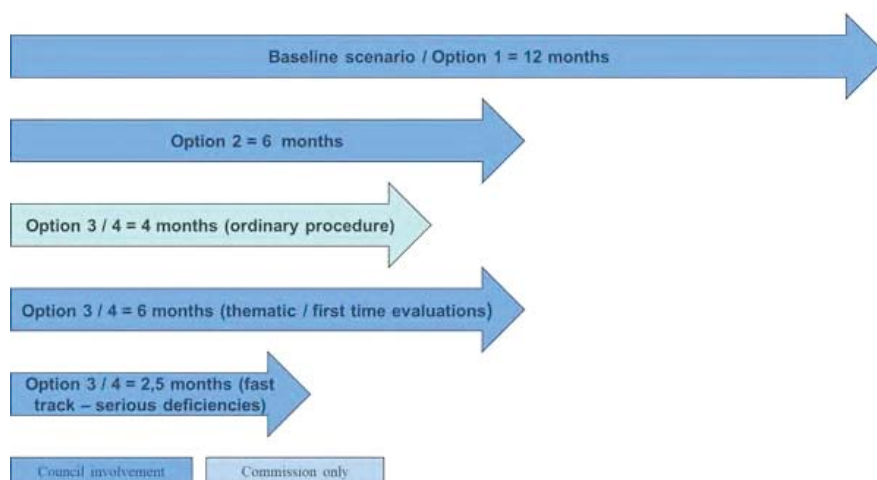 Baseline scenario / Option 1 = 12 months
Option 2 = 6 months
Option 3 / 4 = 4 months (ordinary procedure)
Option 3 / 4 = 6 months (thematic / first time evaluations)
Option 3 / 4 = 2,5 months (fast
track – serious deficiencies)
Council involvement
Commission only